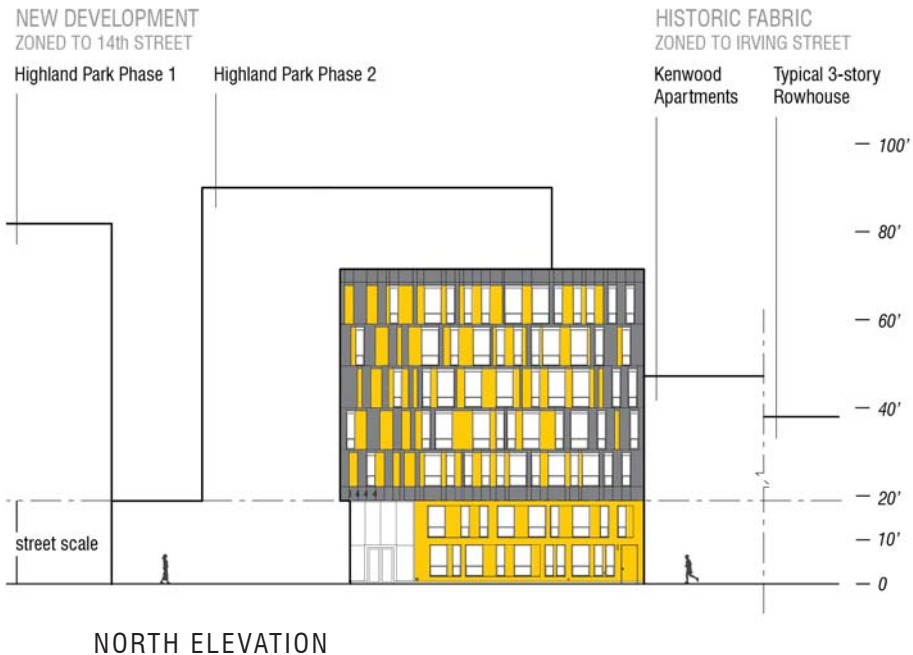 NEW DEVELOPMENT
ZONED TO 14th STREET
Highland Park Phase 1
Highland Park Phase 2
HISTORIC FABRIC
ZONED TO IRVING STREET
Kenwood
Apartments
Typical 3-story
Rowhouse
100'
80'
60'
40'
20'
10'
0
1444
street scale
NORTH ELEVATION